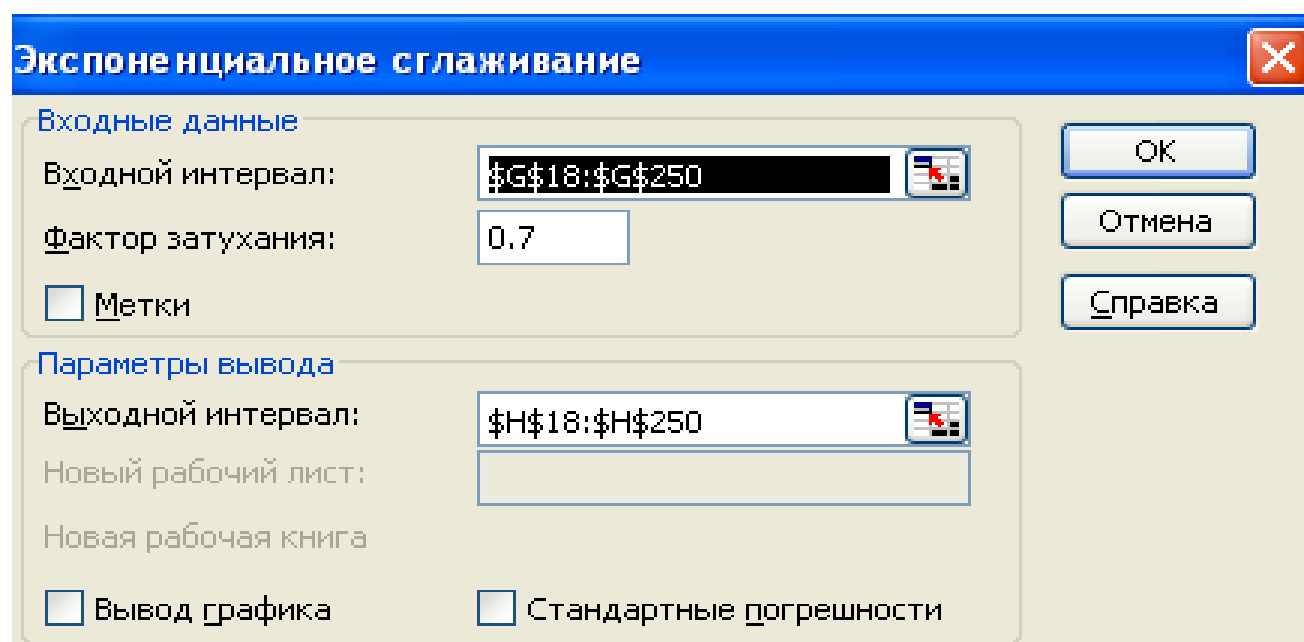 Экспоненциальное сглаживание
Входные данные
Входной интервал: $G$18:$G$250
OK
Фактор затухания: 0.7
Отмена
Метки
Справка
Параметры вывода
Выходной интервал: $H$18:$H$250
Новый рабочий лист:
Новая рабочая книга
Вывод графика
Стандартные погрешности